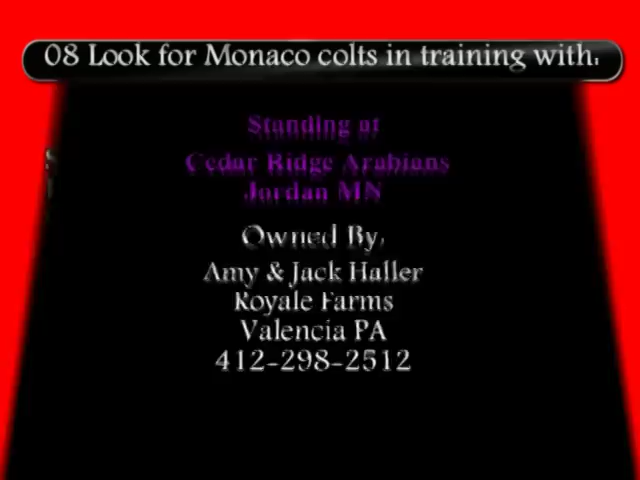 08 Look for Monaco colts in training with:
Standing at
Cedar Ridge Arabians
Jordan MN
Owned By:
Amy & Jack Haller
Royale Farms
Valencia PA
412-298-2512